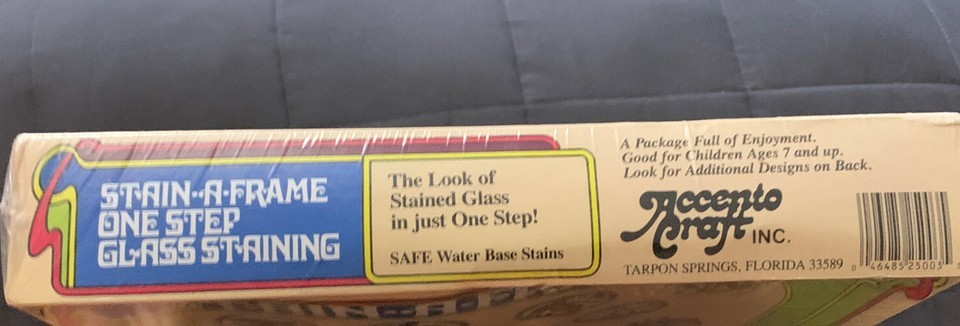 STAIN-A-FRAME
ONE STEP
GLASS STAINING
The Look of
Stained Glass
in just One Step!
SAFE Water Base Stains
A Package Full of Enjoyment.
Good for Children Ages 7 and up.
Look for Additional Designs on Back.
Accento
Craft INC.
TARPON SPRINGS, FLORIDA 33589
0 46485 25003